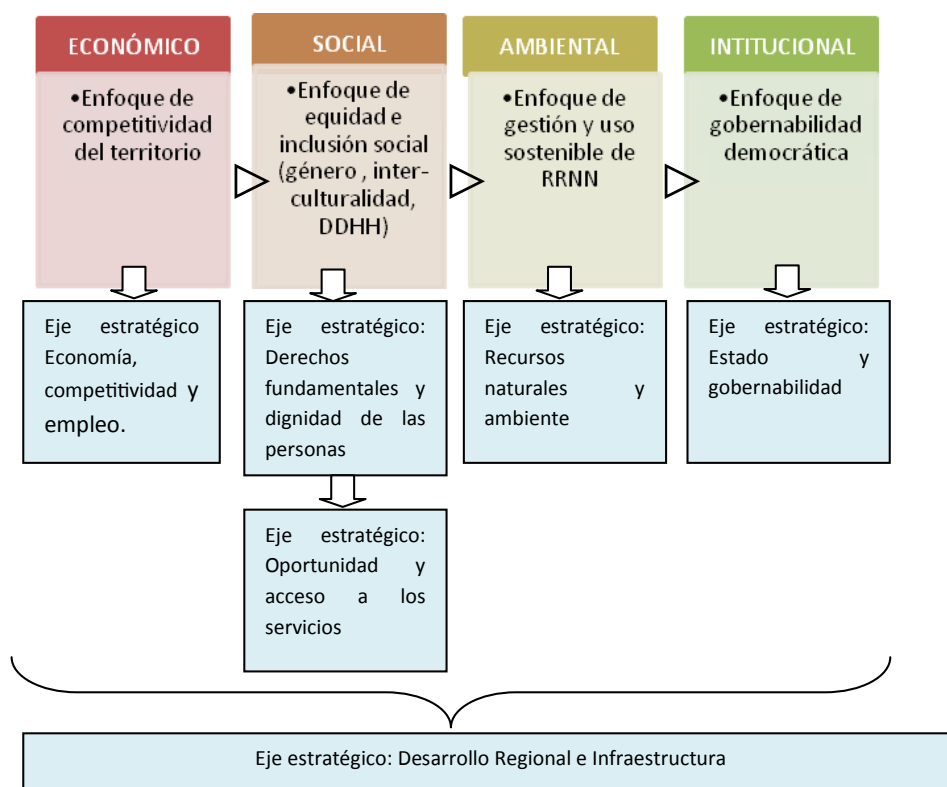 ECONÓMICO
•Enfoque de
competitividad
del territorio
SOCIAL
•Enfoque de
equidad e
inclusión social
(género , inter-
culturalidad,
DDHH)
AMBIENTAL
•Enfoque de
gestión y uso
sostenible de
RRNN
INTITUCIONAL
•Enfoque de
gobernabilidad
democrática
Eje estratégico
Economía,
competitividad y
empleo.
Eje estratégico:
Derechos
fundamentales y
dignidad de las
personas
Eje estratégico:
Recursos
naturales y
ambiente
Eje estratégico:
Estado y
gobernabilidad
Eje estratégico:
Oportunidad y
acceso a los
servicios
Eje estratégico: Desarrollo Regional e Infraestructura